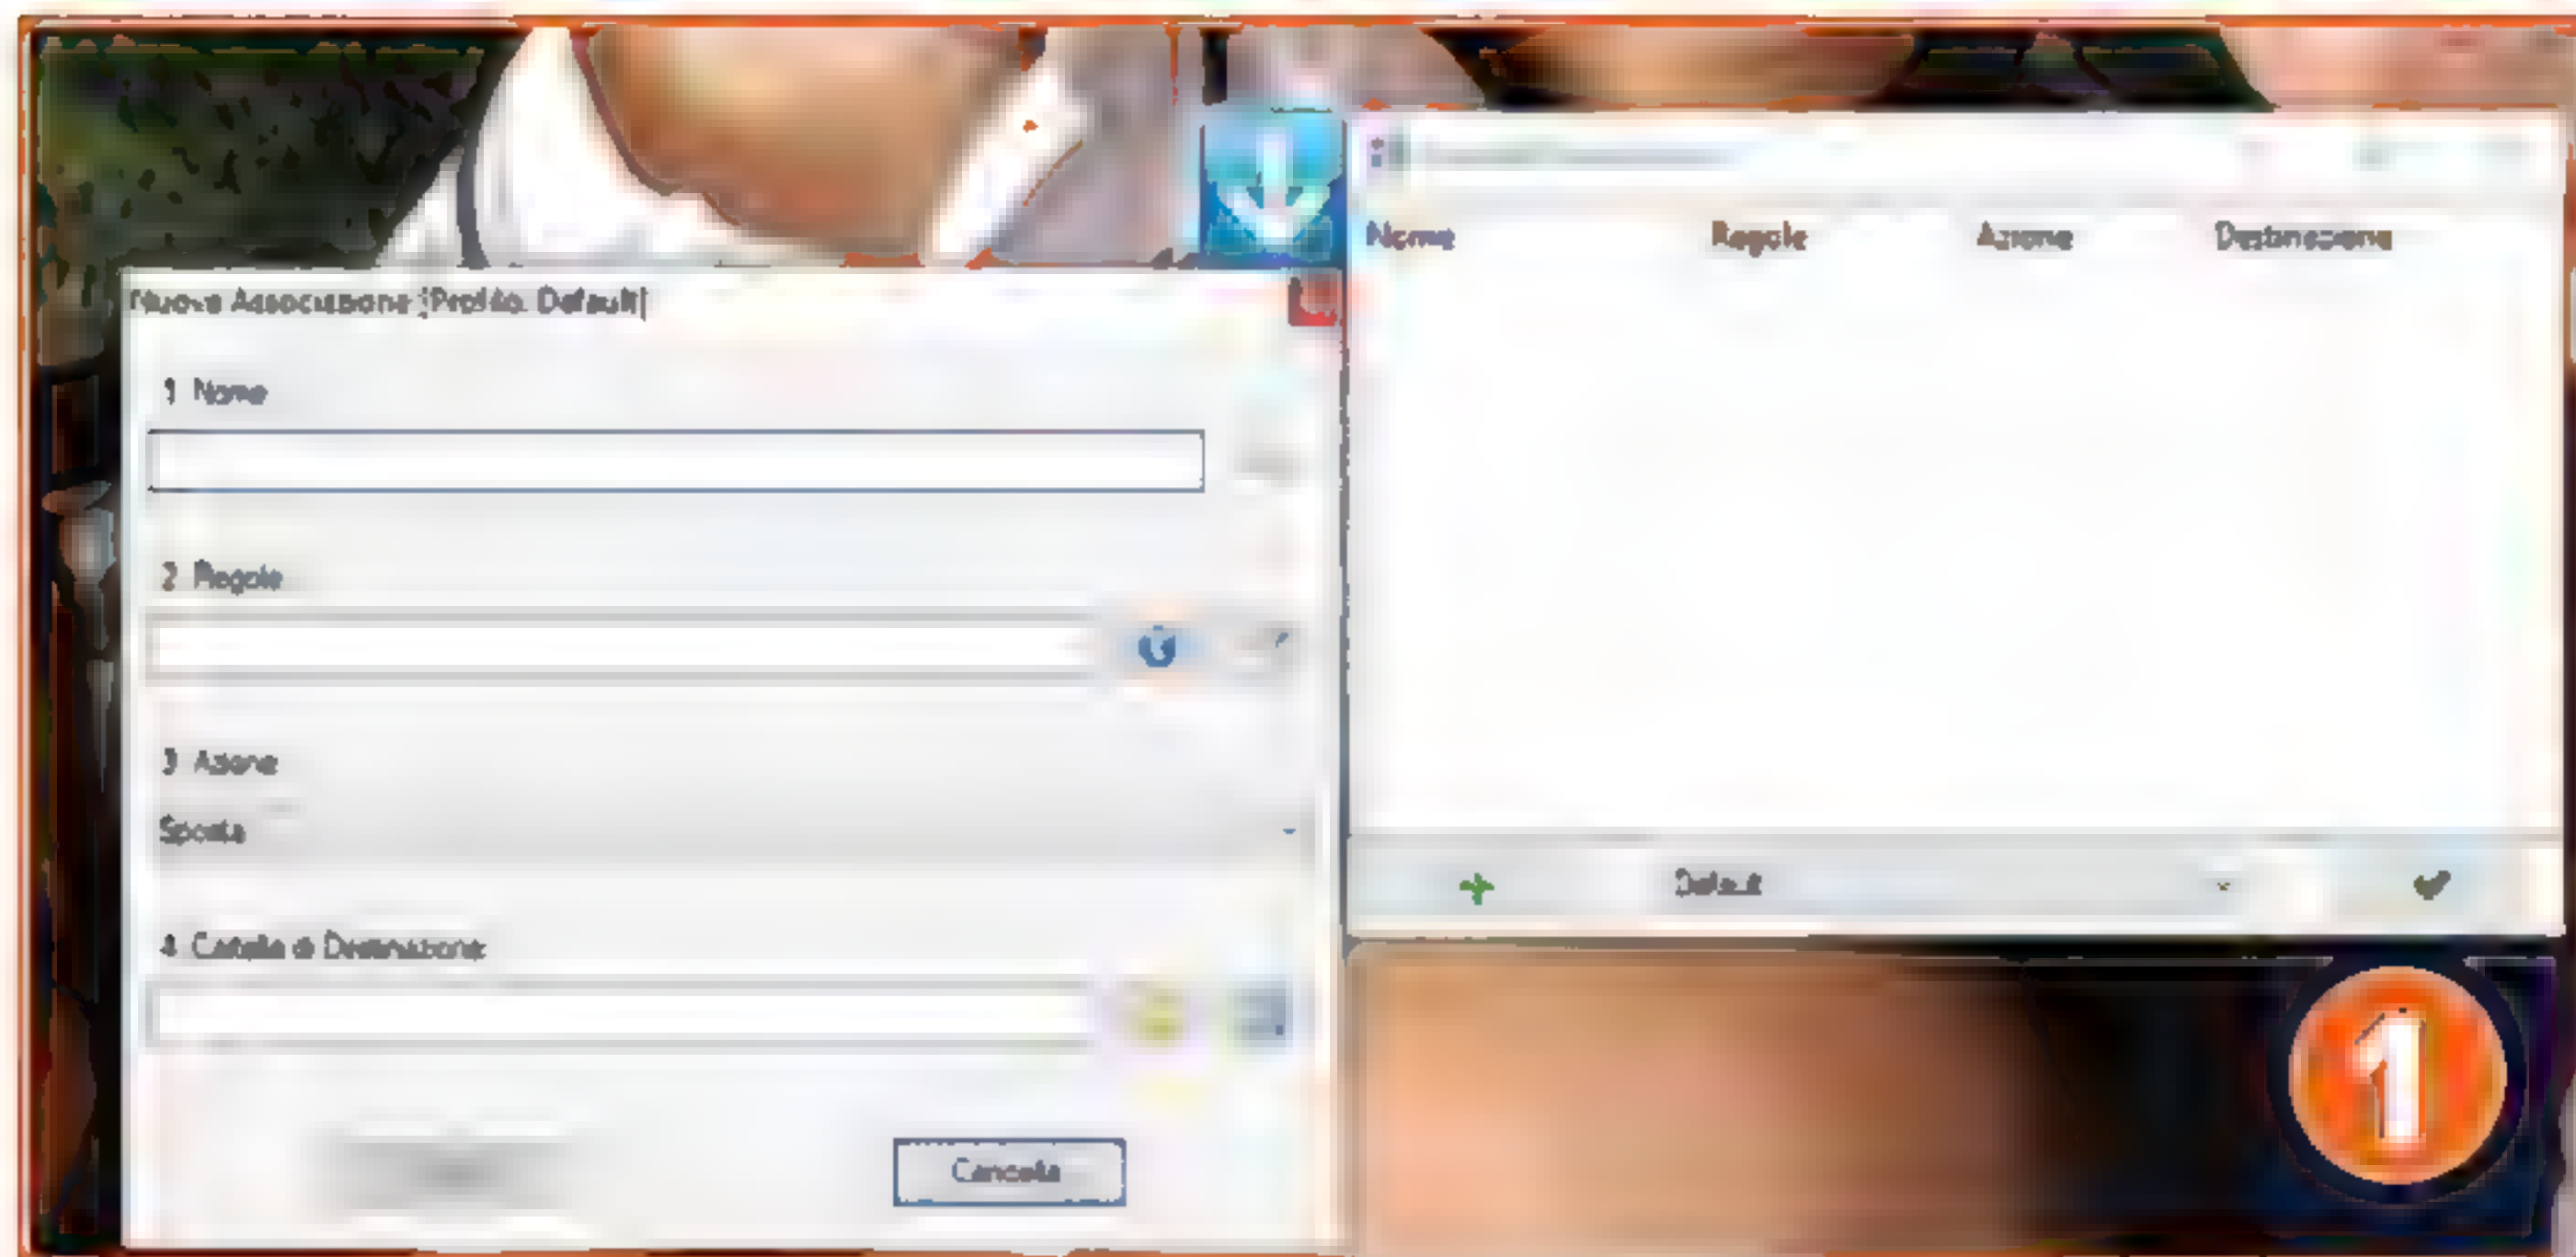 Nuova Associazione [Profilo: Default]
1 Nome
2 Regole
3 Azione
Sposta
4 Cartella di Destinazione
Cancella
Nome Regole Azione Destinazione
Default
1